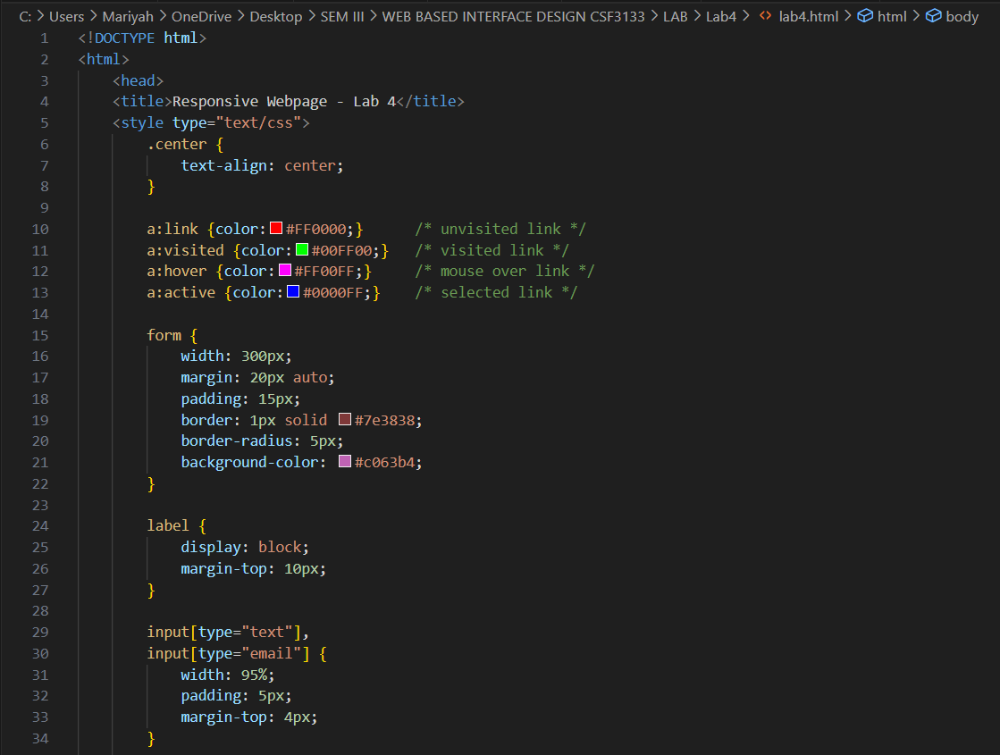 C: > Users > Mariyah > OneDrive > Desktop > SEM III > WEB BASED INTERFACE DESIGN CSF3133 > LAB > Lab4 > <> lab4.html > html > body
1 <!DOCTYPE html>
2 <html>
3     <head>
4     <title>Responsive Webpage - Lab 4</title>
5     <style type="text/css">
6         .center {
7             text-align: center;
8         }
9
10         a:link {color:#FF0000;}      /* unvisited link */
11         a:visited {color:#00FF00;}   /* visited link */
12         a:hover {color:#FF00FF;}     /* mouse over link */
13         a:active {color:#0000FF;}    /* selected link */
14
15         form {
16             width: 300px;
17             margin: 20px auto;
18             padding: 15px;
19             border: 1px solid #7e3838;
20             border-radius: 5px;
21             background-color: #c063b4;
22         }
23
24         label {
25             display: block;
26             margin-top: 10px;
27         }
28
29         input[type="text"],
30         input[type="email"] {
31             width: 95%;
32             padding: 5px;
33             margin-top: 4px;
34         }